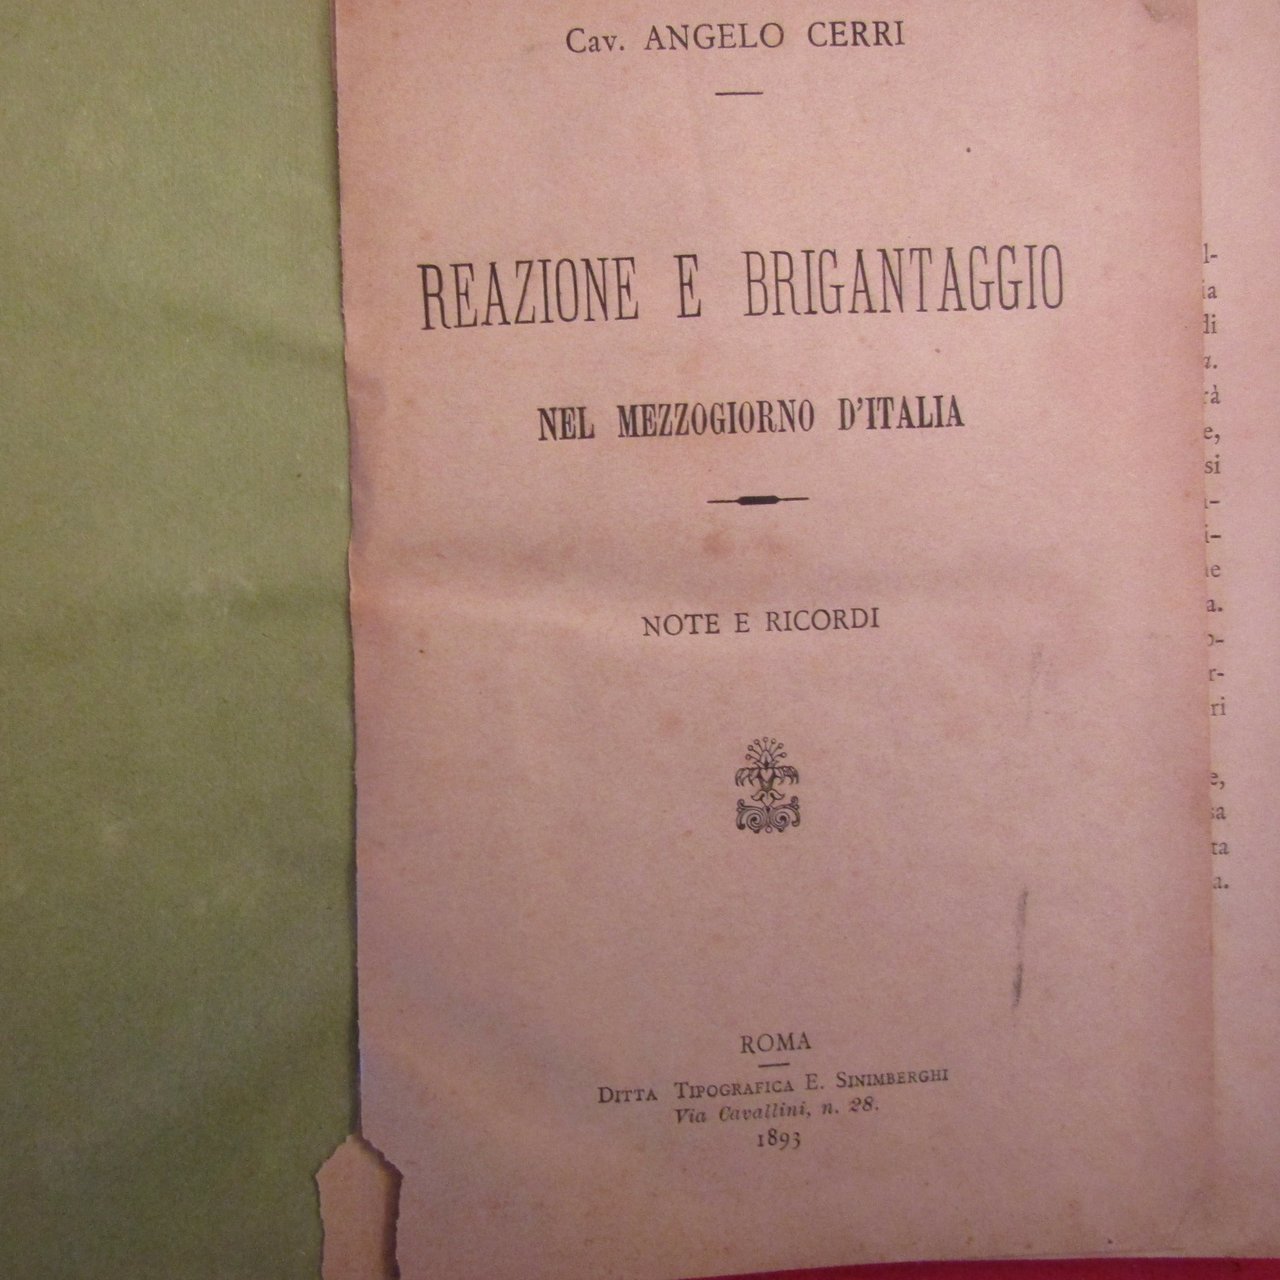 Cav. ANGELO CERRI
REAZIONE E BRIGANTAGGIO
NEL MEZZOGIORNO D'ITALIA
NOTE E RICORDI
ROMA
DITTA TIPOGRAFICA E. SINIMBERGHI
Via Cavallini, n. 28.
1893